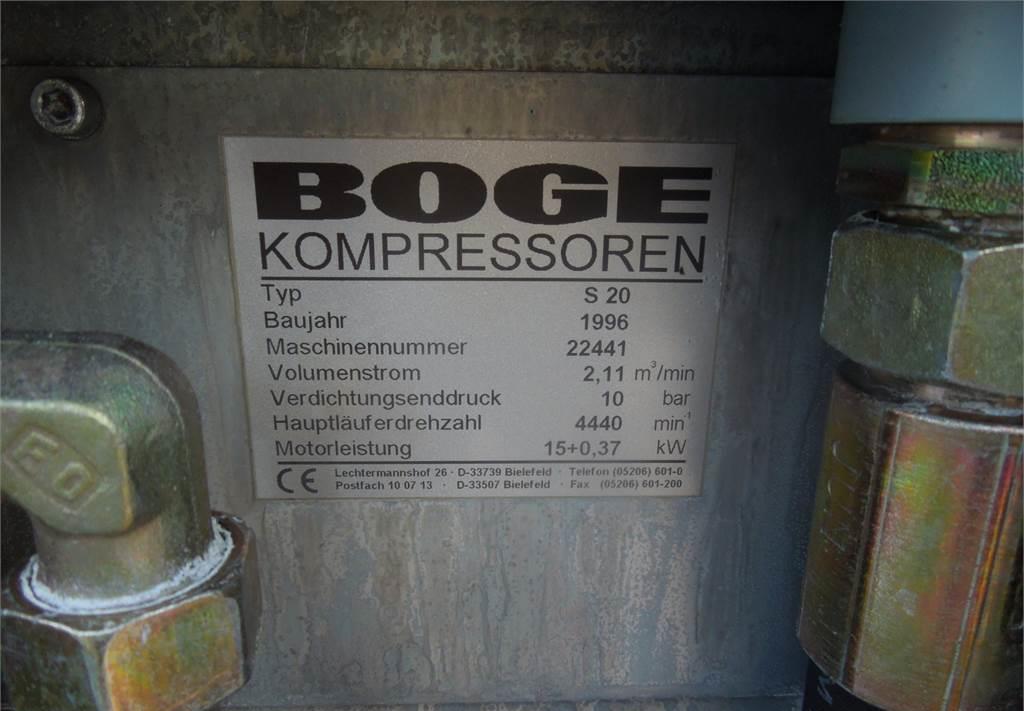 BOGE
KOMPRESSOREN
Typ S 20
Baujahr 1996
Maschinennummer 22441
Volumenstrom 2,11 m³/min
Verdichtungsenddruck 10 bar
Hauptläuferdrehzahl 4440 min⁻¹
Motorleistung 15+0,37 kW
CE Lechtermannshof 26 · D-33739 Bielefeld · Telefon (05206) 601-0
Postfach 10 07 13 · D-33507 Bielefeld · Fax (05206) 601-200
EO